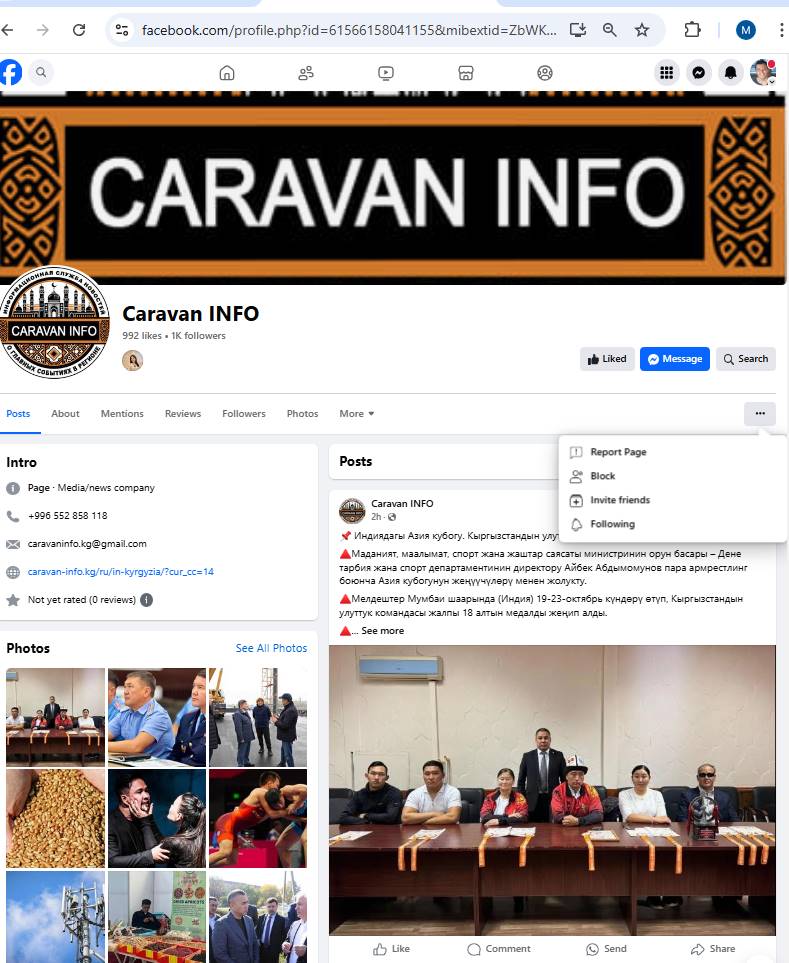 facebook.com/profile.php?id=61566158041155&mibextid=ZbWK...
M
CARAVAN INFO
ИНФОРМАЦИОННАЯ СЛУЖБА НОВОСТЕЙ
CARAVAN INFO
О ГЛАВНЫХ СОБЫТИЯХ В РЕГИОНЕ
Caravan INFO
992 likes • 1K followers
Liked
Message
Search
Posts
About
Mentions
Reviews
Followers
Photos
More
Report Page
Block
Invite friends
Following
Intro
Page · Media/news company
+996 552 858 118
caravaninfo.kg@gmail.com
caravan-info.kg/ru/in-kyrgyzia/?cur_cc=14
Not yet rated (0 reviews)
Photos
See All Photos
DRIED APRICOTS
Posts
Caravan INFO
2h ·
📌 Индиядагы Азия кубогу. Кыргызстандын
🔺Маданият, маалымат, спорт жана жаштар саясаты министринин орун басары – Дене
тарбия жана спорт департаментинин директору Айбек Абдымомунов пара армрестлинг
боюнча Азия кубогунун жеңүүчүлөрү менен жолукту.
🔺Мелдештер Мумбаи шаарында (Индия) 19-23-октябрь күндөрү өтүп, Кыргызстандын
улуттук командасы жалпы 18 алтын медалды жеңип алды.
🔺... See more
Like
Comment
Send
Share